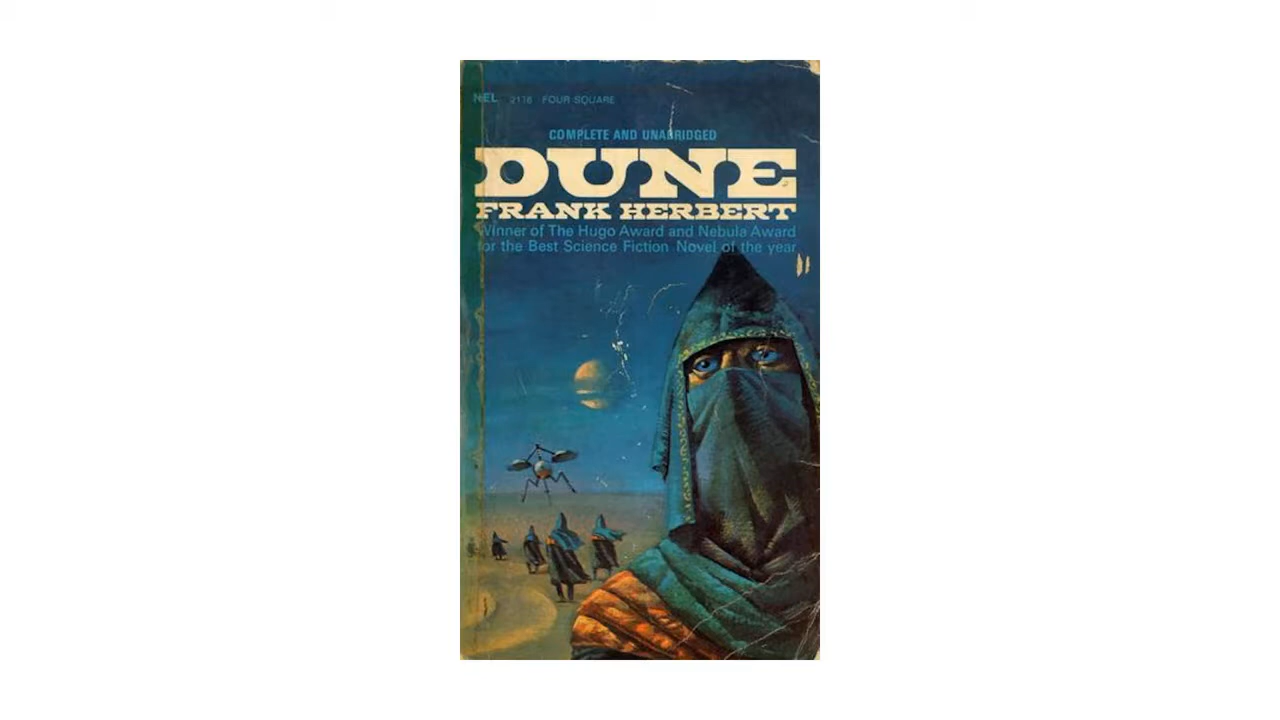 NEL 2116 FOUR SQUARE
COMPLETE AND UNABRIDGED
DUNE
FRANK HERBERT
Winner of The Hugo Award and Nebula Award
for the Best Science Fiction Novel of the year